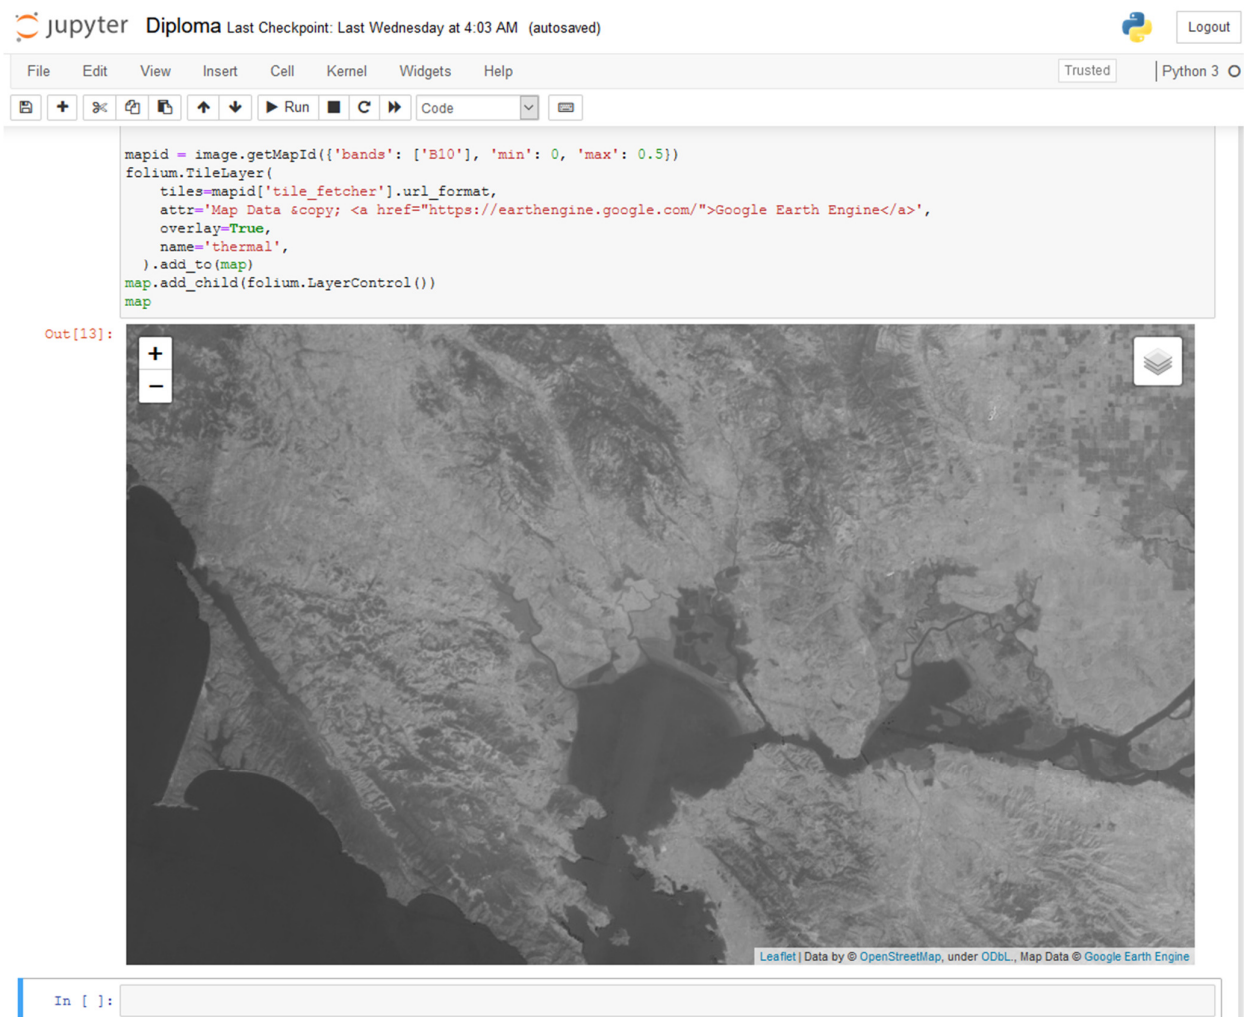 jupyter Diploma Last Checkpoint: Last Wednesday at 4:03 AM (autosaved) Logout
File Edit View Insert Cell Kernel Widgets Help Trusted Python 3
Run Code
mapid = image.getMapId({'bands': ['B10'], 'min': 0, 'max': 0.5})
folium.TileLayer(
    tiles=mapid['tile_fetcher'].url_format,
    attr='Map Data &copy; <a href="https://earthengine.google.com/">Google Earth Engine</a>',
    overlay=True,
    name='thermal',
  ).add_to(map)
map.add_child(folium.LayerControl())
map
Out[13]:
+
−
Leaflet | Data by © OpenStreetMap, under ODbL., Map Data © Google Earth Engine
In [ ]: